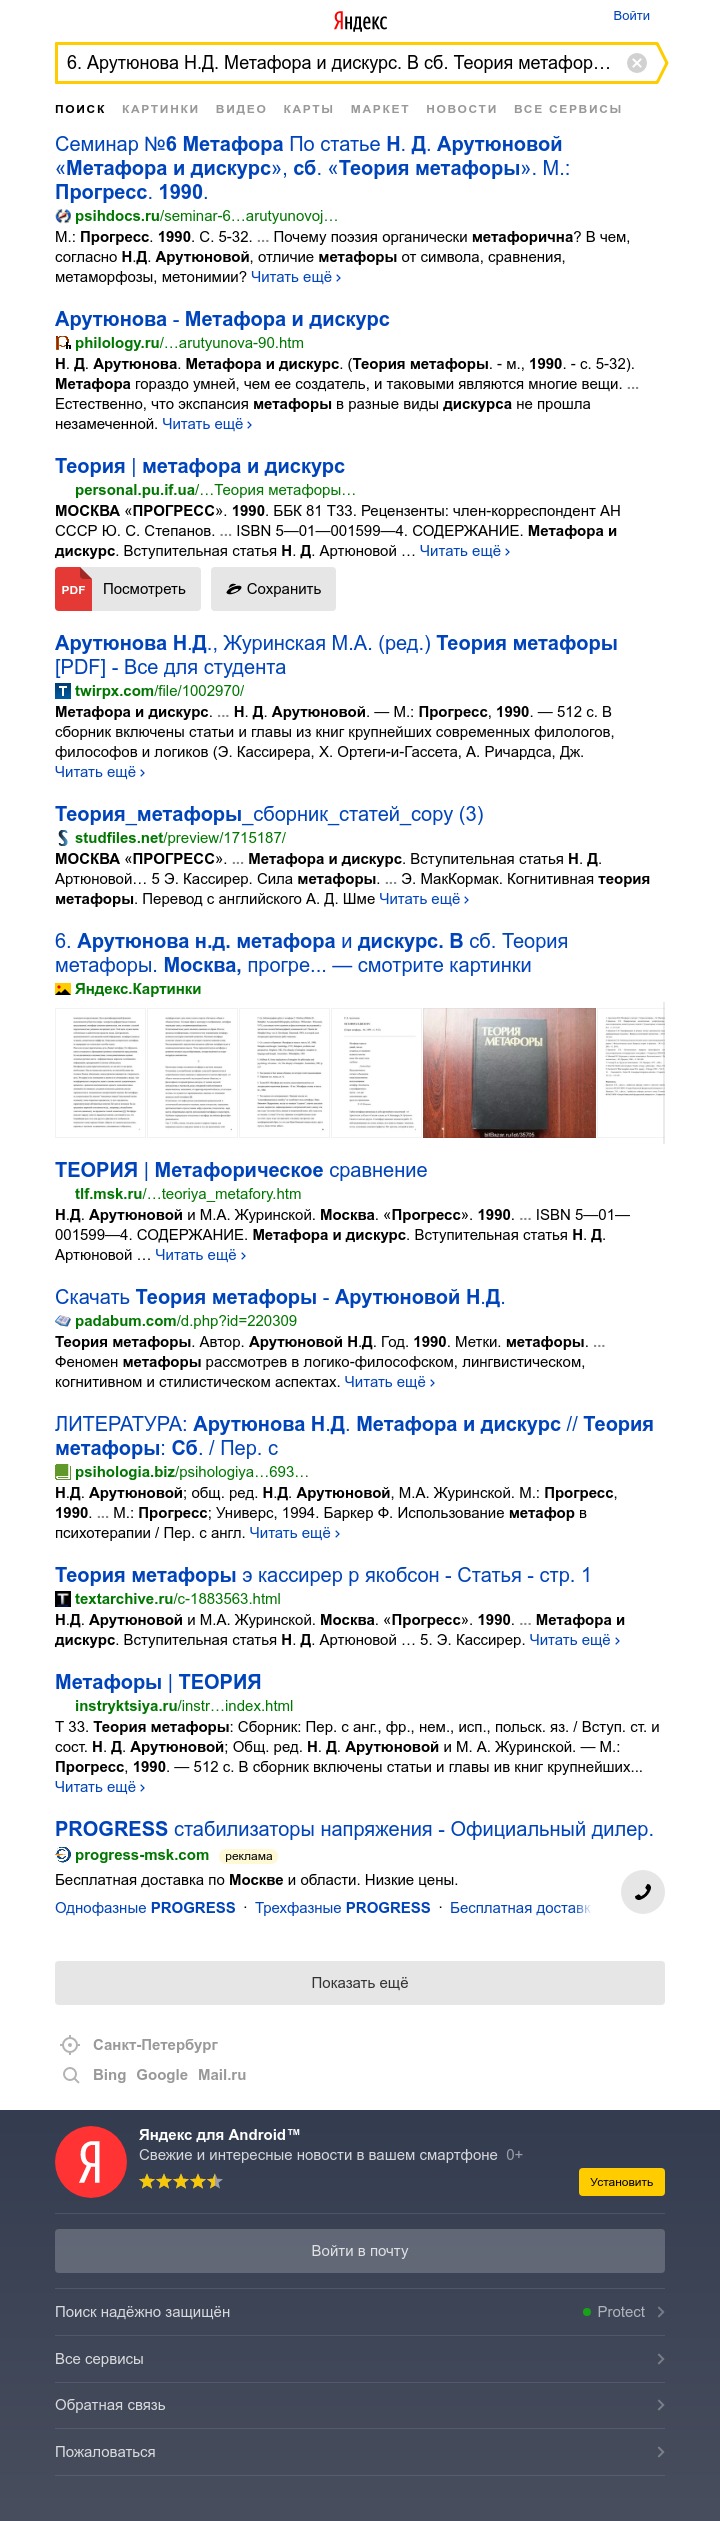 Яндекс
Войти
6. Арутюнова Н.Д. Метафора и дискурс. В сб. Теория метафор…
ПОИСК КАРТИНКИ ВИДЕО КАРТЫ МАРКЕТ НОВОСТИ ВСЕ СЕРВИСЫ
Семинар №6 Метафора По статье Н. Д. Арутюновой
«Метафора и дискурс», сб. «Теория метафоры». М.:
Прогресс. 1990.
psihdocs.ru/seminar-6…arutyunovoj…
М.: Прогресс. 1990. С. 5-32. ... Почему поэзия органически метафорична? В чем,
согласно Н.Д. Арутюновой, отличие метафоры от символа, сравнения,
метаморфозы, метонимии? Читать ещё ›
Арутюнова - Метафора и дискурс
philology.ru/…arutyunova-90.htm
Н. Д. Арутюнова. Метафора и дискурс. (Теория метафоры. - м., 1990. - с. 5-32).
Метафора гораздо умней, чем ее создатель, и таковыми являются многие вещи. ...
Естественно, что экспансия метафоры в разные виды дискурса не прошла
незамеченной. Читать ещё ›
Теория | метафора и дискурс
personal.pu.if.ua/…Теория метафоры…
МОСКВА «ПРОГРЕСС». 1990. ББК 81 Т33. Рецензенты: член-корреспондент АН
СССР Ю. С. Степанов. ... ISBN 5—01—001599—4. СОДЕРЖАНИЕ. Метафора и
дискурс. Вступительная статья Н. Д. Артюновой … Читать ещё ›
PDF Посмотреть Сохранить
Арутюнова Н.Д., Журинская М.А. (ред.) Теория метафоры
[PDF] - Все для студента
T twirpx.com/file/1002970/
Метафора и дискурс. ... Н. Д. Арутюновой. — М.: Прогресс, 1990. — 512 с. В
сборник включены статьи и главы из книг крупнейших современных филологов,
философов и логиков (Э. Кассирера, Х. Ортеги-и-Гассета, А. Ричардса, Дж.
Читать ещё ›
Теория_метафоры_сборник_статей_copy (3)
studfiles.net/preview/1715187/
МОСКВА «ПРОГРЕСС». ... Метафора и дискурс. Вступительная статья Н. Д.
Артюновой… 5 Э. Кассирер. Сила метафоры. ... Э. МакКормак. Когнитивная теория
метафоры. Перевод с английского А. Д. Шме Читать ещё ›
6. Арутюнова н.д. метафора и дискурс. В сб. Теория
метафоры. Москва, прогре... — смотрите картинки
Яндекс.Картинки
ТЕОРИЯ
МЕТАФОРЫ
ТЕОРИЯ | Метафорическое сравнение
tlf.msk.ru/…teoriya_metafory.htm
Н.Д. Арутюновой и М.А. Журинской. Москва. «Прогресс». 1990. ... ISBN 5—01—
001599—4. СОДЕРЖАНИЕ. Метафора и дискурс. Вступительная статья Н. Д.
Артюновой … Читать ещё ›
Скачать Теория метафоры - Арутюновой Н.Д.
padabum.com/d.php?id=220309
Теория метафоры. Автор. Арутюновой Н.Д. Год. 1990. Метки. метафоры. ...
Феномен метафоры рассмотрев в логико-философском, лингвистическом,
когнитивном и стилистическом аспектах. Читать ещё ›
ЛИТЕРАТУРА: Арутюнова Н.Д. Метафора и дискурс // Теория
метафоры: Сб. / Пер. с
psihologia.biz/psihologiya…693…
Н.Д. Арутюновой; общ. ред. Н.Д. Арутюновой, М.А. Журинской. М.: Прогресс,
1990. ... М.: Прогресс; Универс, 1994. Баркер Ф. Использование метафор в
психотерапии / Пер. с англ. Читать ещё ›
Теория метафоры э кассирер р якобсон - Статья - стр. 1
T textarchive.ru/c-1883563.html
Н.Д. Арутюновой и М.А. Журинской. Москва. «Прогресс». 1990. ... Метафора и
дискурс. Вступительная статья Н. Д. Артюновой … 5. Э. Кассирер. Читать ещё ›
Метафоры | ТЕОРИЯ
instryktsiya.ru/instr…index.html
Т 33. Теория метафоры: Сборник: Пер. с анг., фр., нем., исп., польск. яз. / Вступ. ст. и
сост. Н. Д. Арутюновой; Общ. ред. Н. Д. Арутюновой и М. А. Журинской. — М.:
Прогресс, 1990. — 512 с. В сборник включены статьи и главы ив книг крупнейших...
Читать ещё ›
PROGRESS стабилизаторы напряжения - Официальный дилер.
progress-msk.com реклама
Бесплатная доставка по Москве и области. Низкие цены.
Однофазные PROGRESS · Трехфазные PROGRESS · Бесплатная доставк
Показать ещё
Санкт-Петербург
Bing Google Mail.ru
Я
Яндекс для Android™
Свежие и интересные новости в вашем смартфоне 0+
Установить
Войти в почту
Поиск надёжно защищён Protect
Все сервисы
Обратная связь
Пожаловаться